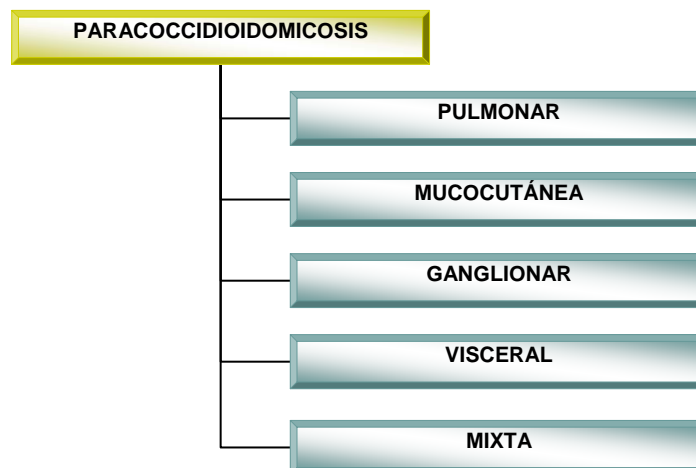 PARACOCCIDIOIDOMICOSIS
PULMONAR
MUCOCUTÁNEA
GANGLIONAR
VISCERAL
MIXTA